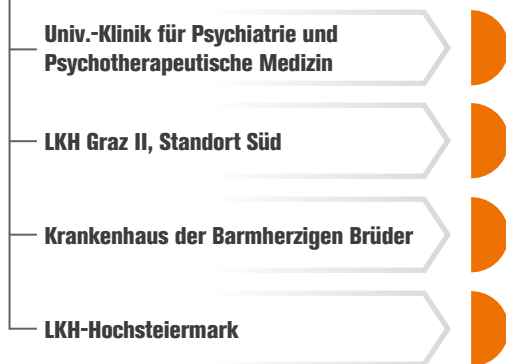 Univ.-Klinik für Psychiatrie und
Psychotherapeutische Medizin
LKH Graz II, Standort Süd
Krankenhaus der Barmherzigen Brüder
LKH-Hochsteiermark